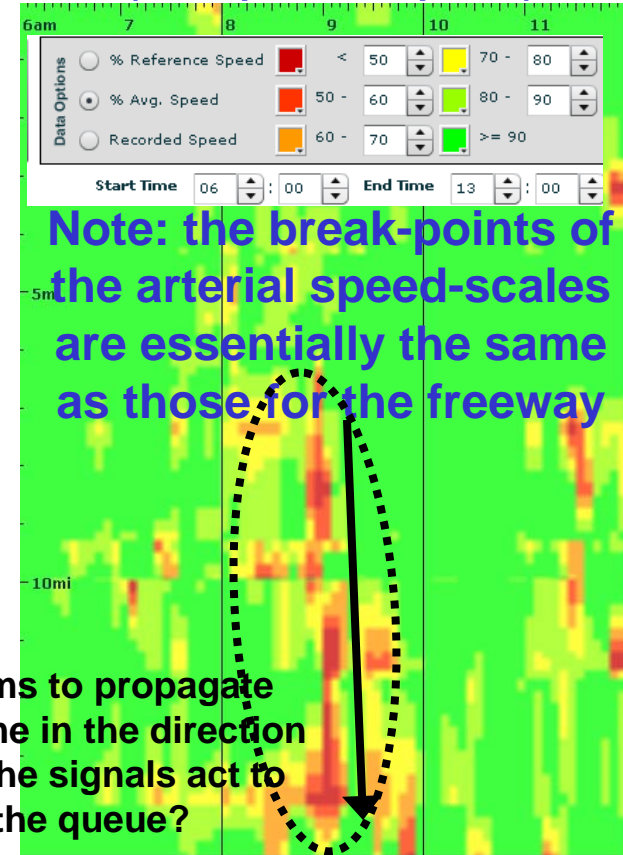 6am 7 8 9 10 11
Data Options
% Reference Speed < 50 70 - 80
% Avg. Speed 50 - 60 80 - 90
Recorded Speed 60 - 70 >= 90
Start Time 06 : 00 End Time 13 : 00
Note: the break-points of
5m the arterial speed-scales
are essentially the same
as those for the freeway
10mi
ms to propagate
ne in the direction
he signals act to
the queue?